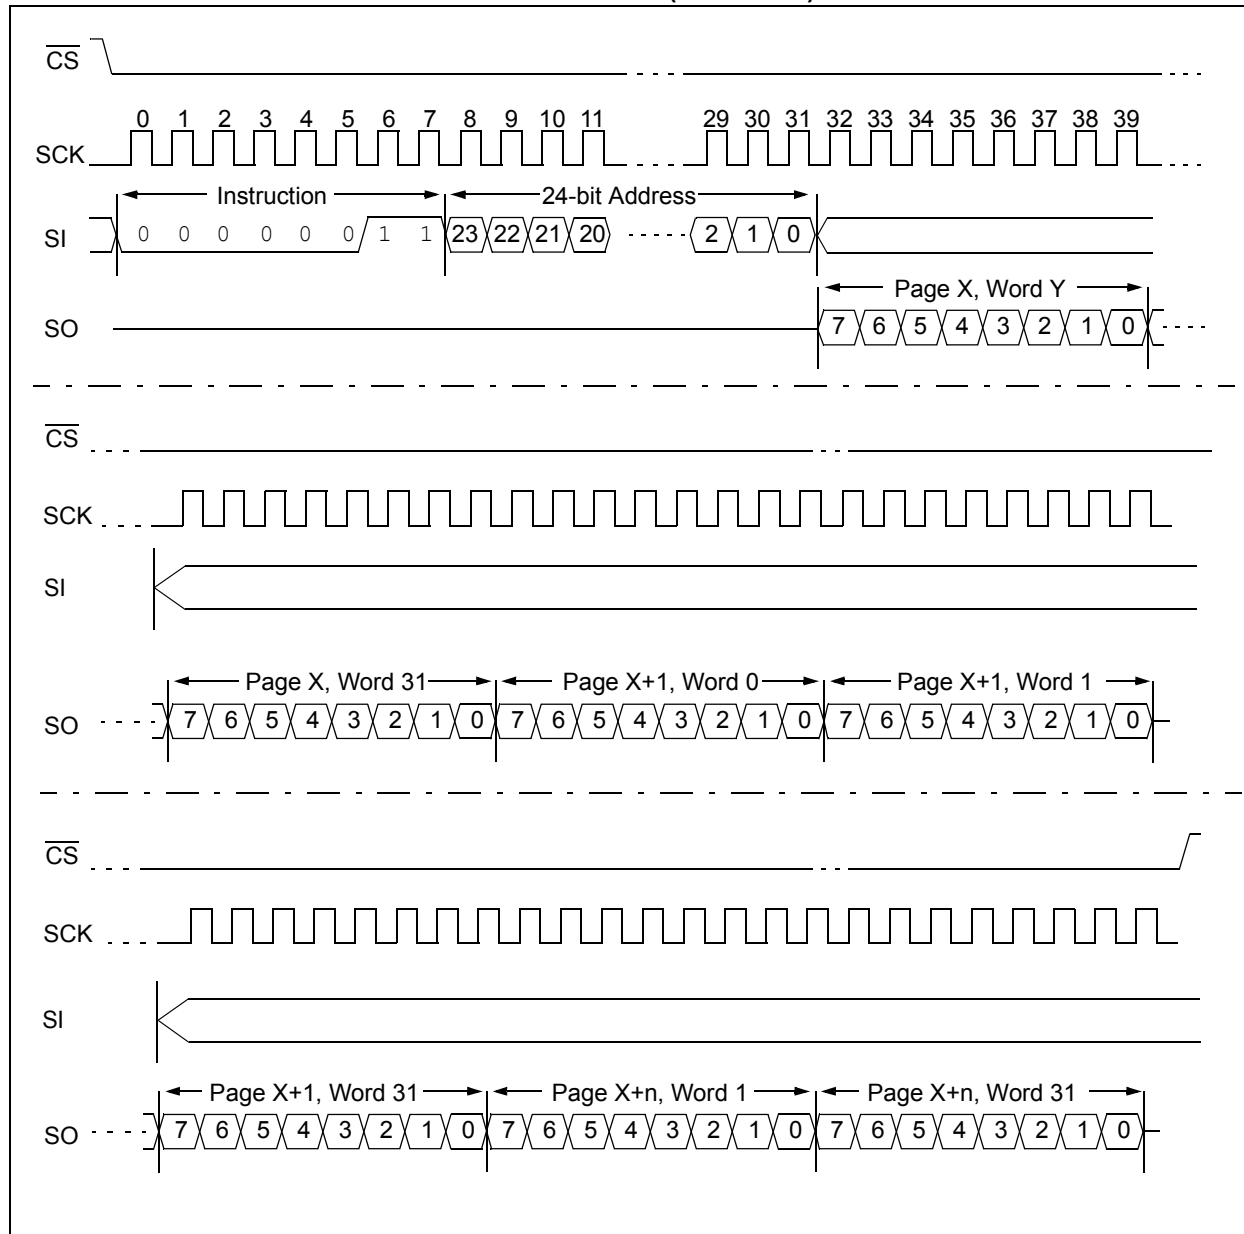 CS
0 1 2 3 4 5 6 7 8 9 10 11 29 30 31 32 33 34 35 36 37 38 39
SCK
Instruction 24-bit Address
SI 0 0 0 0 0 0 1 1 23 22 21 20 2 1 0
Page X, Word Y
SO 7 6 5 4 3 2 1 0
CS
SCK
SI
Page X, Word 31 Page X+1, Word 0 Page X+1, Word 1
SO 7 6 5 4 3 2 1 0 7 6 5 4 3 2 1 0 7 6 5 4 3 2 1 0
CS
SCK
SI
Page X+1, Word 31 Page X+n, Word 1 Page X+n, Word 31
SO 7 6 5 4 3 2 1 0 7 6 5 4 3 2 1 0 7 6 5 4 3 2 1 0